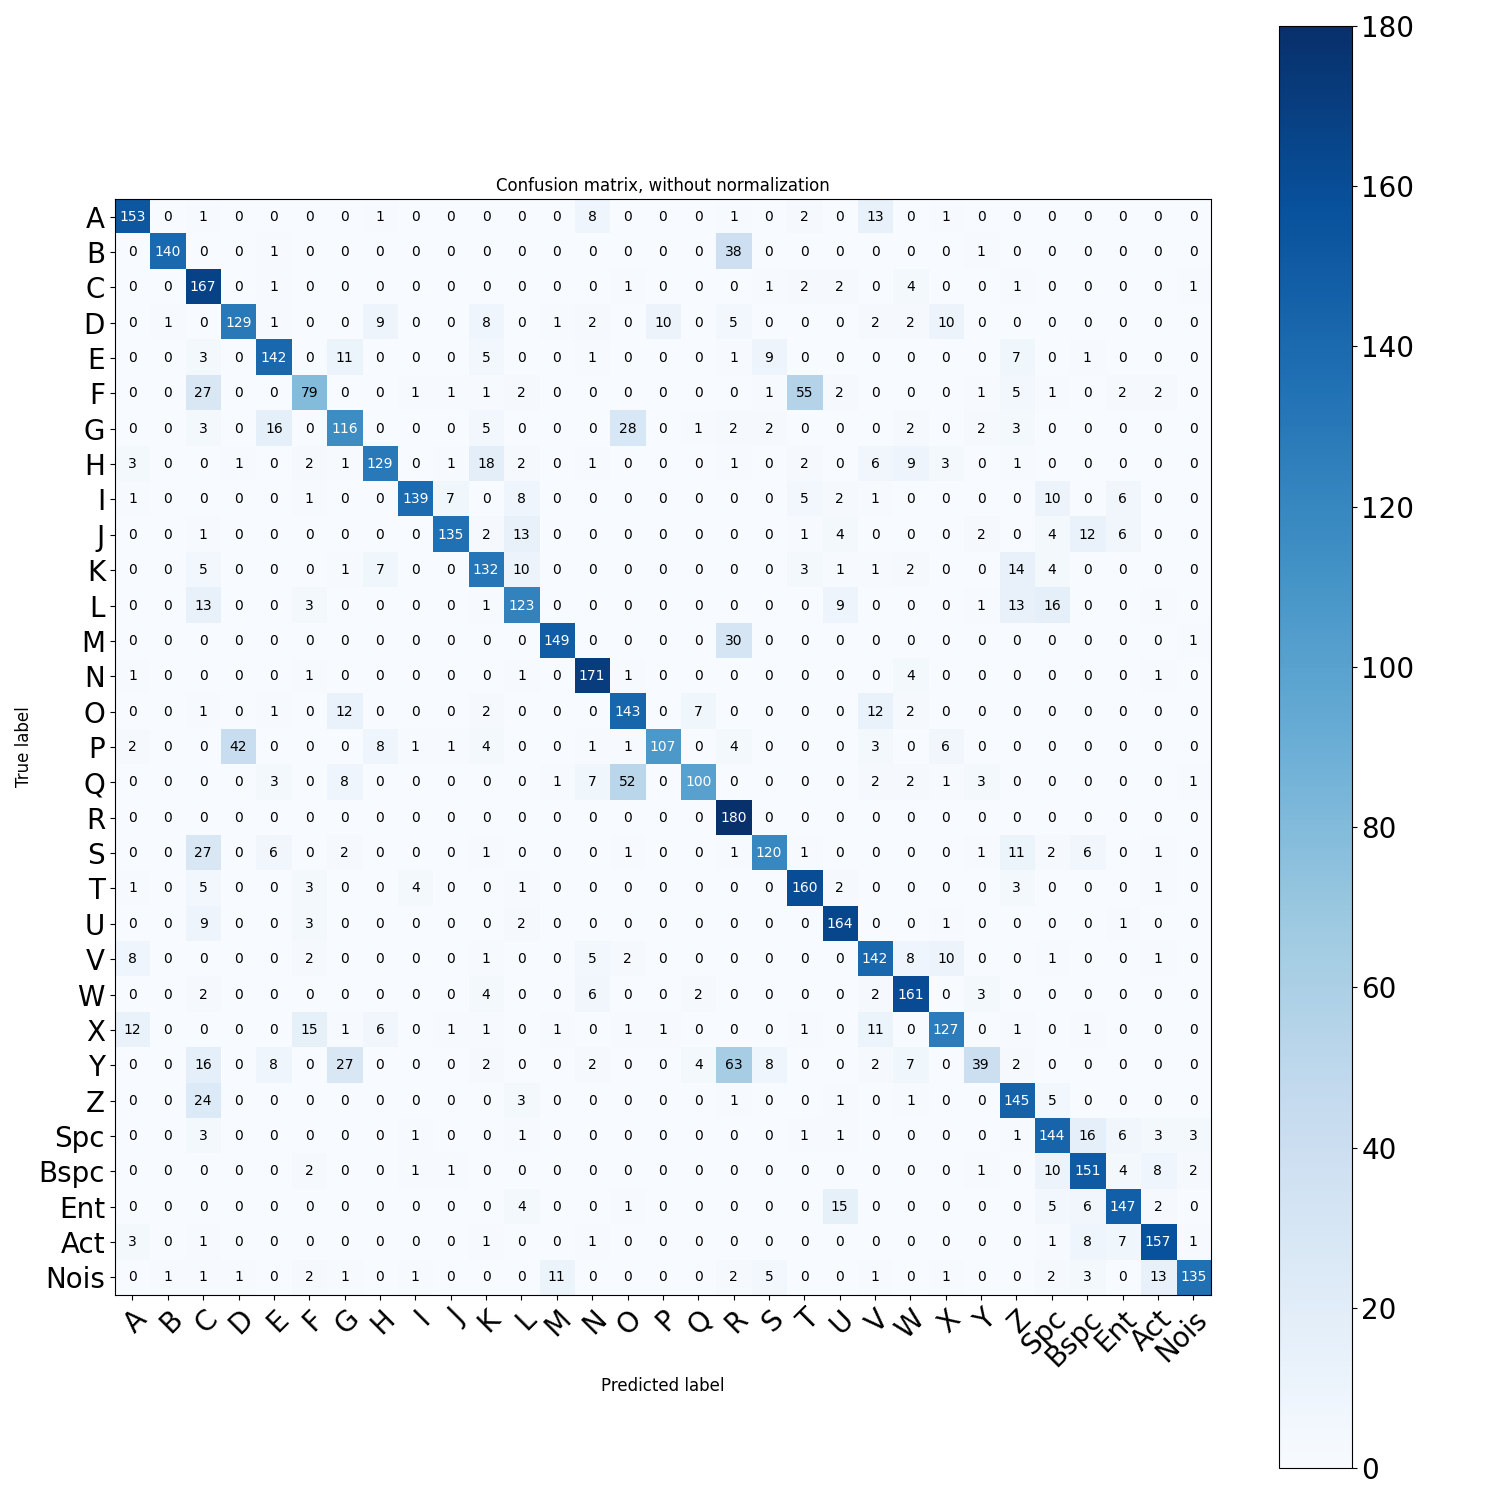 Confusion matrix, without normalization
A 153 0 1 0 0 0 0 1 0 0 0 0 0 8 0 0 0 1 0 2 0 13 0 1 0 0 0 0 0 0 0
B 0 140 0 0 1 0 0 0 0 0 0 0 0 0 0 0 0 38 0 0 0 0 0 0 1 0 0 0 0 0 0
C 0 0 167 0 1 0 0 0 0 0 0 0 0 0 1 0 0 0 1 2 2 0 4 0 0 1 0 0 0 0 1
D 0 1 0 129 1 0 0 9 0 0 8 0 1 2 0 10 0 5 0 0 0 2 2 10 0 0 0 0 0 0 0
E 0 0 3 0 142 0 11 0 0 0 5 0 0 1 0 0 0 1 9 0 0 0 0 0 0 7 0 1 0 0 0
F 0 0 27 0 0 79 0 0 1 1 1 2 0 0 0 0 0 0 1 55 2 0 0 0 1 5 1 0 2 2 0
G 0 0 3 0 16 0 116 0 0 0 5 0 0 0 28 0 1 2 2 0 0 0 2 0 2 3 0 0 0 0 0
H 3 0 0 1 0 2 1 129 0 1 18 2 0 1 0 0 0 1 0 2 0 6 9 3 0 1 0 0 0 0 0
I 1 0 0 0 0 1 0 0 139 7 0 8 0 0 0 0 0 0 0 5 2 1 0 0 0 0 10 0 6 0 0
J 0 0 1 0 0 0 0 0 0 135 2 13 0 0 0 0 0 0 0 1 4 0 0 0 2 0 4 12 6 0 0
K 0 0 5 0 0 0 1 7 0 0 132 10 0 0 0 0 0 0 0 3 1 1 2 0 0 14 4 0 0 0 0
L 0 0 13 0 0 3 0 0 0 0 1 123 0 0 0 0 0 0 0 0 9 0 0 0 1 13 16 0 0 1 0
M 0 0 0 0 0 0 0 0 0 0 0 0 149 0 0 0 0 30 0 0 0 0 0 0 0 0 0 0 0 0 1
N 1 0 0 0 0 1 0 0 0 0 0 1 0 171 1 0 0 0 0 0 0 0 4 0 0 0 0 0 0 1 0
O 0 0 1 0 1 0 12 0 0 0 2 0 0 0 143 0 7 0 0 0 0 12 2 0 0 0 0 0 0 0 0
P 2 0 0 42 0 0 0 8 1 1 4 0 0 1 1 107 0 4 0 0 0 3 0 6 0 0 0 0 0 0 0
Q 0 0 0 0 3 0 8 0 0 0 0 0 1 7 52 0 100 0 0 0 0 2 2 1 3 0 0 0 0 0 1
R 0 0 0 0 0 0 0 0 0 0 0 0 0 0 0 0 0 180 0 0 0 0 0 0 0 0 0 0 0 0 0
S 0 0 27 0 6 0 2 0 0 0 1 0 0 0 1 0 0 1 120 1 0 0 0 0 1 11 2 6 0 1 0
T 1 0 5 0 0 3 0 0 4 0 0 1 0 0 0 0 0 0 0 160 2 0 0 0 0 3 0 0 0 1 0
U 0 0 9 0 0 3 0 0 0 0 0 2 0 0 0 0 0 0 0 0 164 0 0 1 0 0 0 0 1 0 0
V 8 0 0 0 0 2 0 0 0 0 1 0 0 5 2 0 0 0 0 0 0 142 8 10 0 0 1 0 0 1 0
W 0 0 2 0 0 0 0 0 0 0 4 0 0 6 0 0 2 0 0 0 0 2 161 0 3 0 0 0 0 0 0
X 12 0 0 0 0 15 1 6 0 1 1 0 1 0 1 1 0 0 0 1 0 11 0 127 0 1 0 1 0 0 0
Y 0 0 16 0 8 0 27 0 0 0 2 0 0 2 0 0 4 63 8 0 0 2 7 0 39 2 0 0 0 0 0
Z 0 0 24 0 0 0 0 0 0 0 0 3 0 0 0 0 0 1 0 0 1 0 1 0 0 145 5 0 0 0 0
Spc 0 0 3 0 0 0 0 0 1 0 0 1 0 0 0 0 0 0 0 1 1 0 0 0 0 1 144 16 6 3 3
Bspc 0 0 0 0 0 2 0 0 1 1 0 0 0 0 0 0 0 0 0 0 0 0 0 0 1 0 10 151 4 8 2
Ent 0 0 0 0 0 0 0 0 0 0 0 4 0 0 1 0 0 0 0 0 15 0 0 0 0 0 5 6 147 2 0
Act 3 0 1 0 0 0 0 0 0 0 1 0 0 1 0 0 0 0 0 0 0 0 0 0 0 0 1 8 7 157 1
Nois 0 1 1 1 0 2 1 0 1 0 0 0 11 0 0 0 0 2 5 0 0 1 0 1 0 0 2 3 0 13 135
A B C D E F G H I J K L M N O P Q R S T U V W X Y Z Spc Bspc Ent Act Nois
Predicted label
True label
180
160
140
120
100
80
60
40
20
0